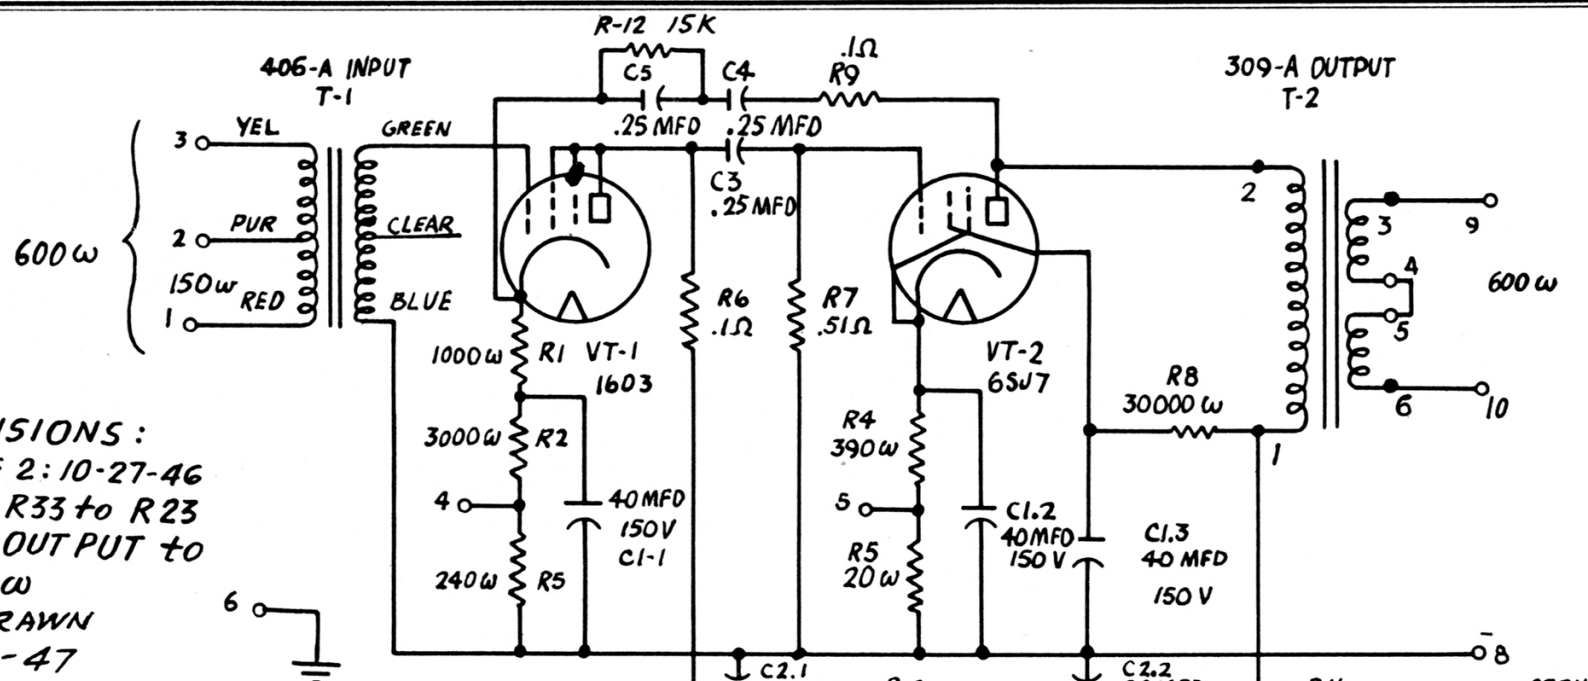 R-12 15K
406-A INPUT
T-1
C5
C4
.1Ω
R9
309-A OUTPUT
T-2
3
YEL
GREEN
.25 MFD
.25 MFD
C3
.25 MFD
2
3
9
2
PUR
CLEAR
600ω
150ω
RED
BLUE
1
R6
.1Ω
R7
.51Ω
4
5
600ω
1000ω
R1
VT-1
1603
VT-2
6SJ7
R8
30000ω
6
10
1
SIONS:
2:10-27-46
R33 to R23
OUTPUT to
ω
RAWN
-47
3000ω
R2
4
40 MFD
150V
C1-1
240ω
R5
R4
390ω
5
R5
20ω
C1.2
40 MFD
150V
C1.3
40 MFD
150V
6
C2.1
C2.2
- 8